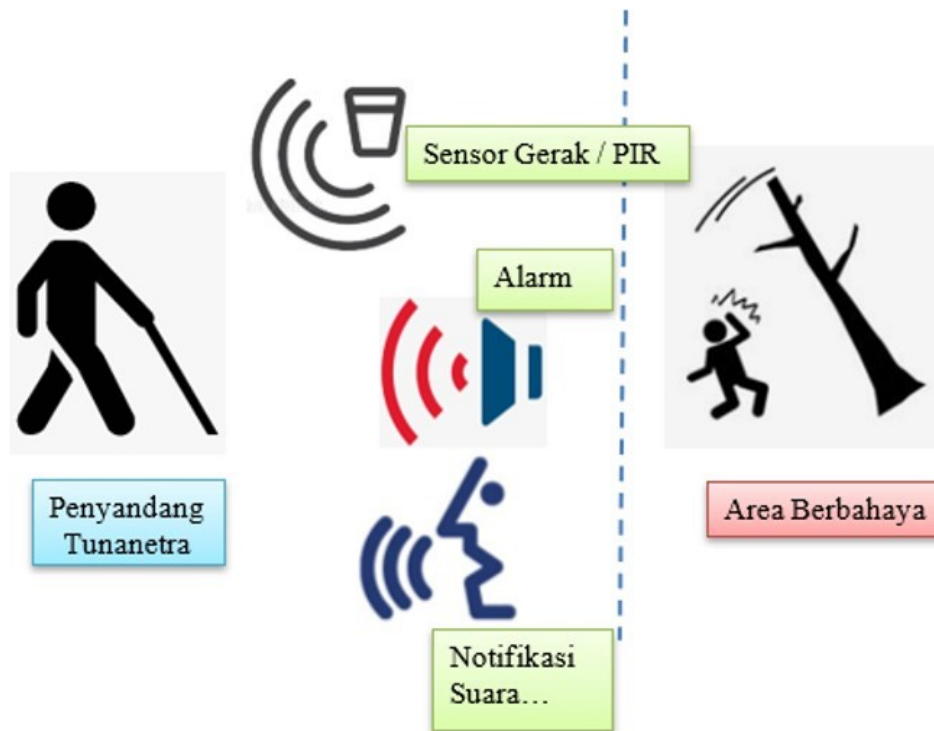 Sensor Gerak / PIR
Alarm
Penyandang
Tunanetra
Area Berbahaya
Notifikasi
Suara…